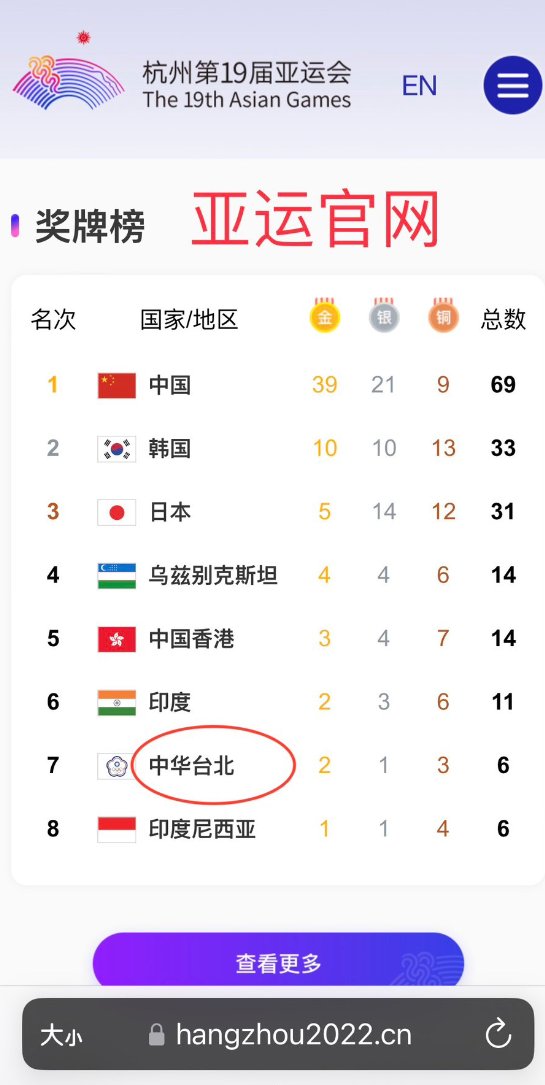 杭州第19届亚运会
The 19th Asian Games
EN
奖牌榜
亚运官网
名次 国家/地区 金 银 铜 总数
1 中国 39 21 9 69
2 韩国 10 10 13 33
3 日本 5 14 12 31
4 乌兹别克斯坦 4 4 6 14
5 中国香港 3 4 7 14
6 印度 2 3 6 11
7 中华台北 2 1 3 6
8 印度尼西亚 1 1 4 6
查看更多
大小 hangzhou2022.cn